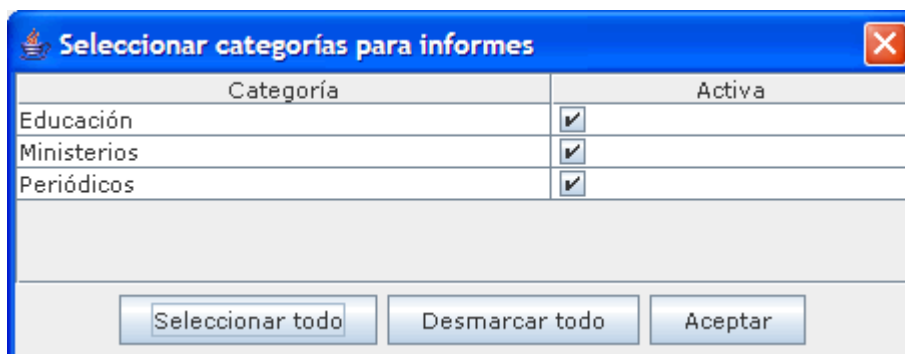 Seleccionar categorías para informes
Categoría Activa
Educación
Ministerios
Periódicos
Seleccionar todo Desmarcar todo Aceptar